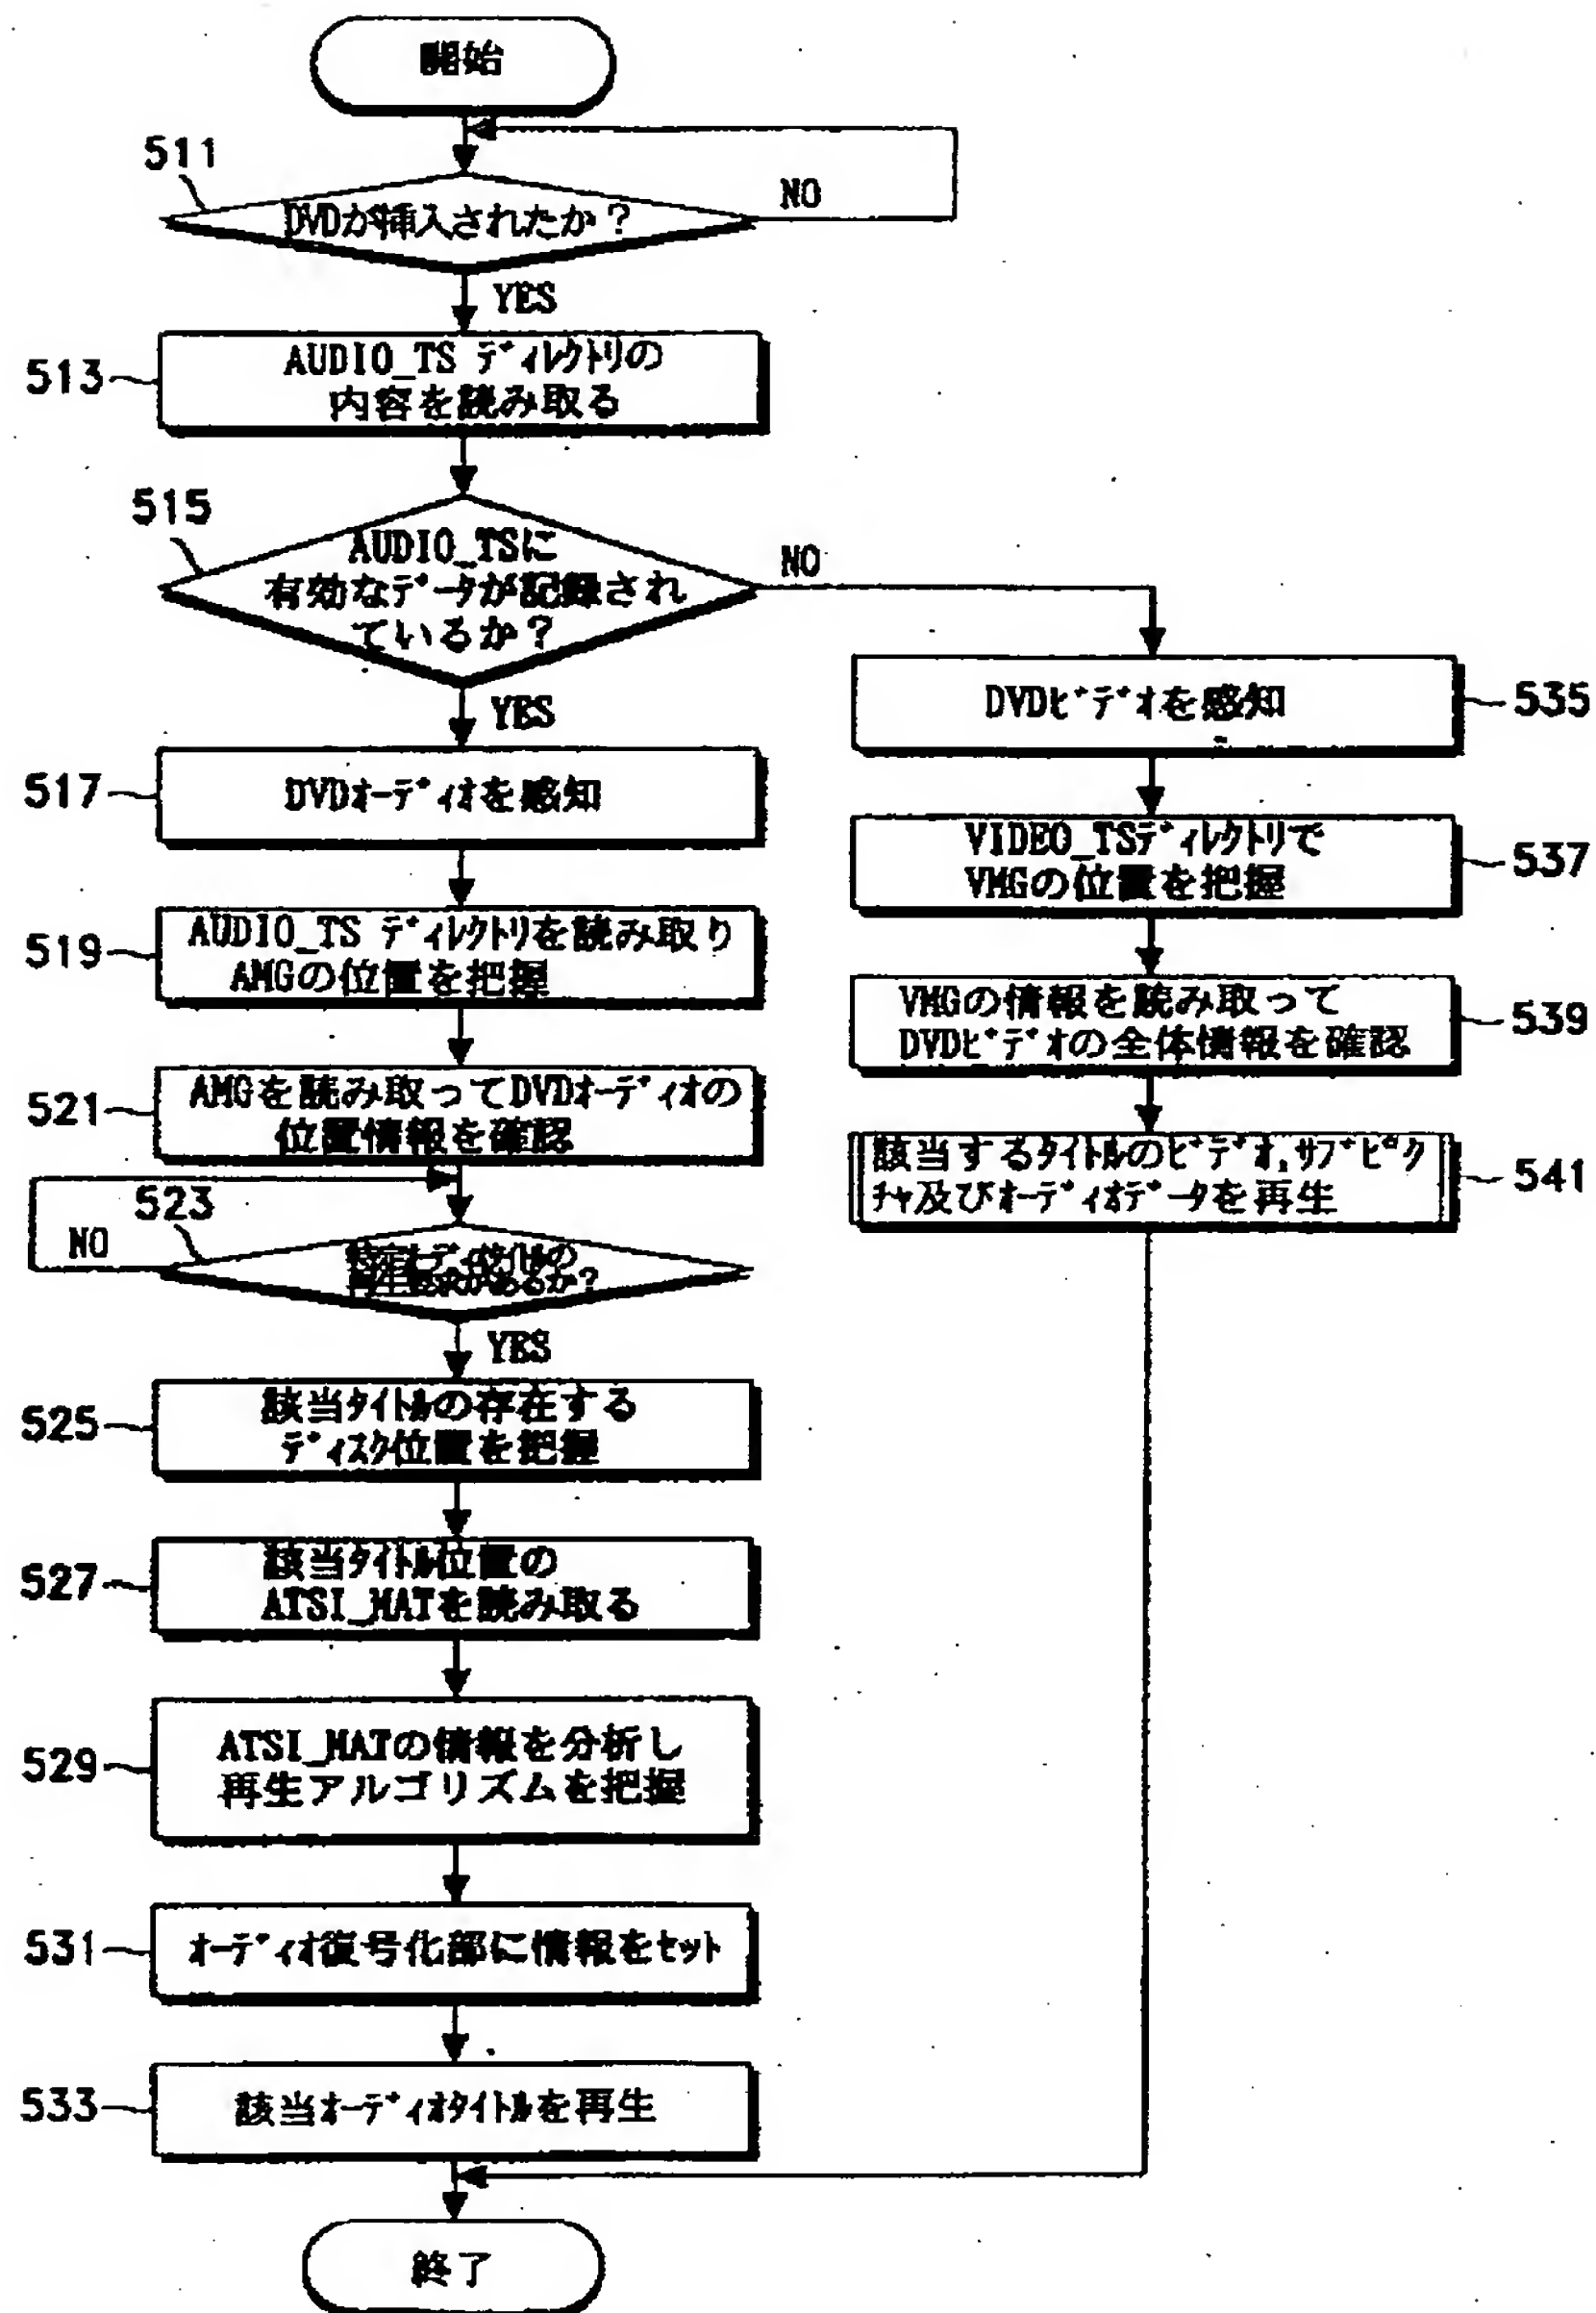 開始
511
DVDが挿入されたか?
NO
YES
513
AUDIO_TS ディレクトリの
内容を読み取る
515
AUDIO_TSに
有効なデータが記録され
ているか?
NO
YES
517
DVDオーディオを感知
519
AUDIO_TS ディレクトリを読み取り
AMGの位置を把握
521
AMGを読み取ってDVDオーディオの
位置情報を確認
523
NO
再生要求があるか?
YES
525
該当タイトルの存在する
ディスク位置を把握
527
該当タイトル位置の
ATSI_MATを読み取る
529
ATSI_MATの情報を分析し
再生アルゴリズムを把握
531
オーディオ復号化部に情報をセット
533
該当オーディオタイトルを再生
535
DVDビデオを感知
537
VIDEO_TSディレクトリで
VMGの位置を把握
539
VMGの情報を読み取って
DVDビデオの全体情報を確認
541
該当するタイトルのビデオ,サブピク
チャ及びオーディオデータを再生
終了